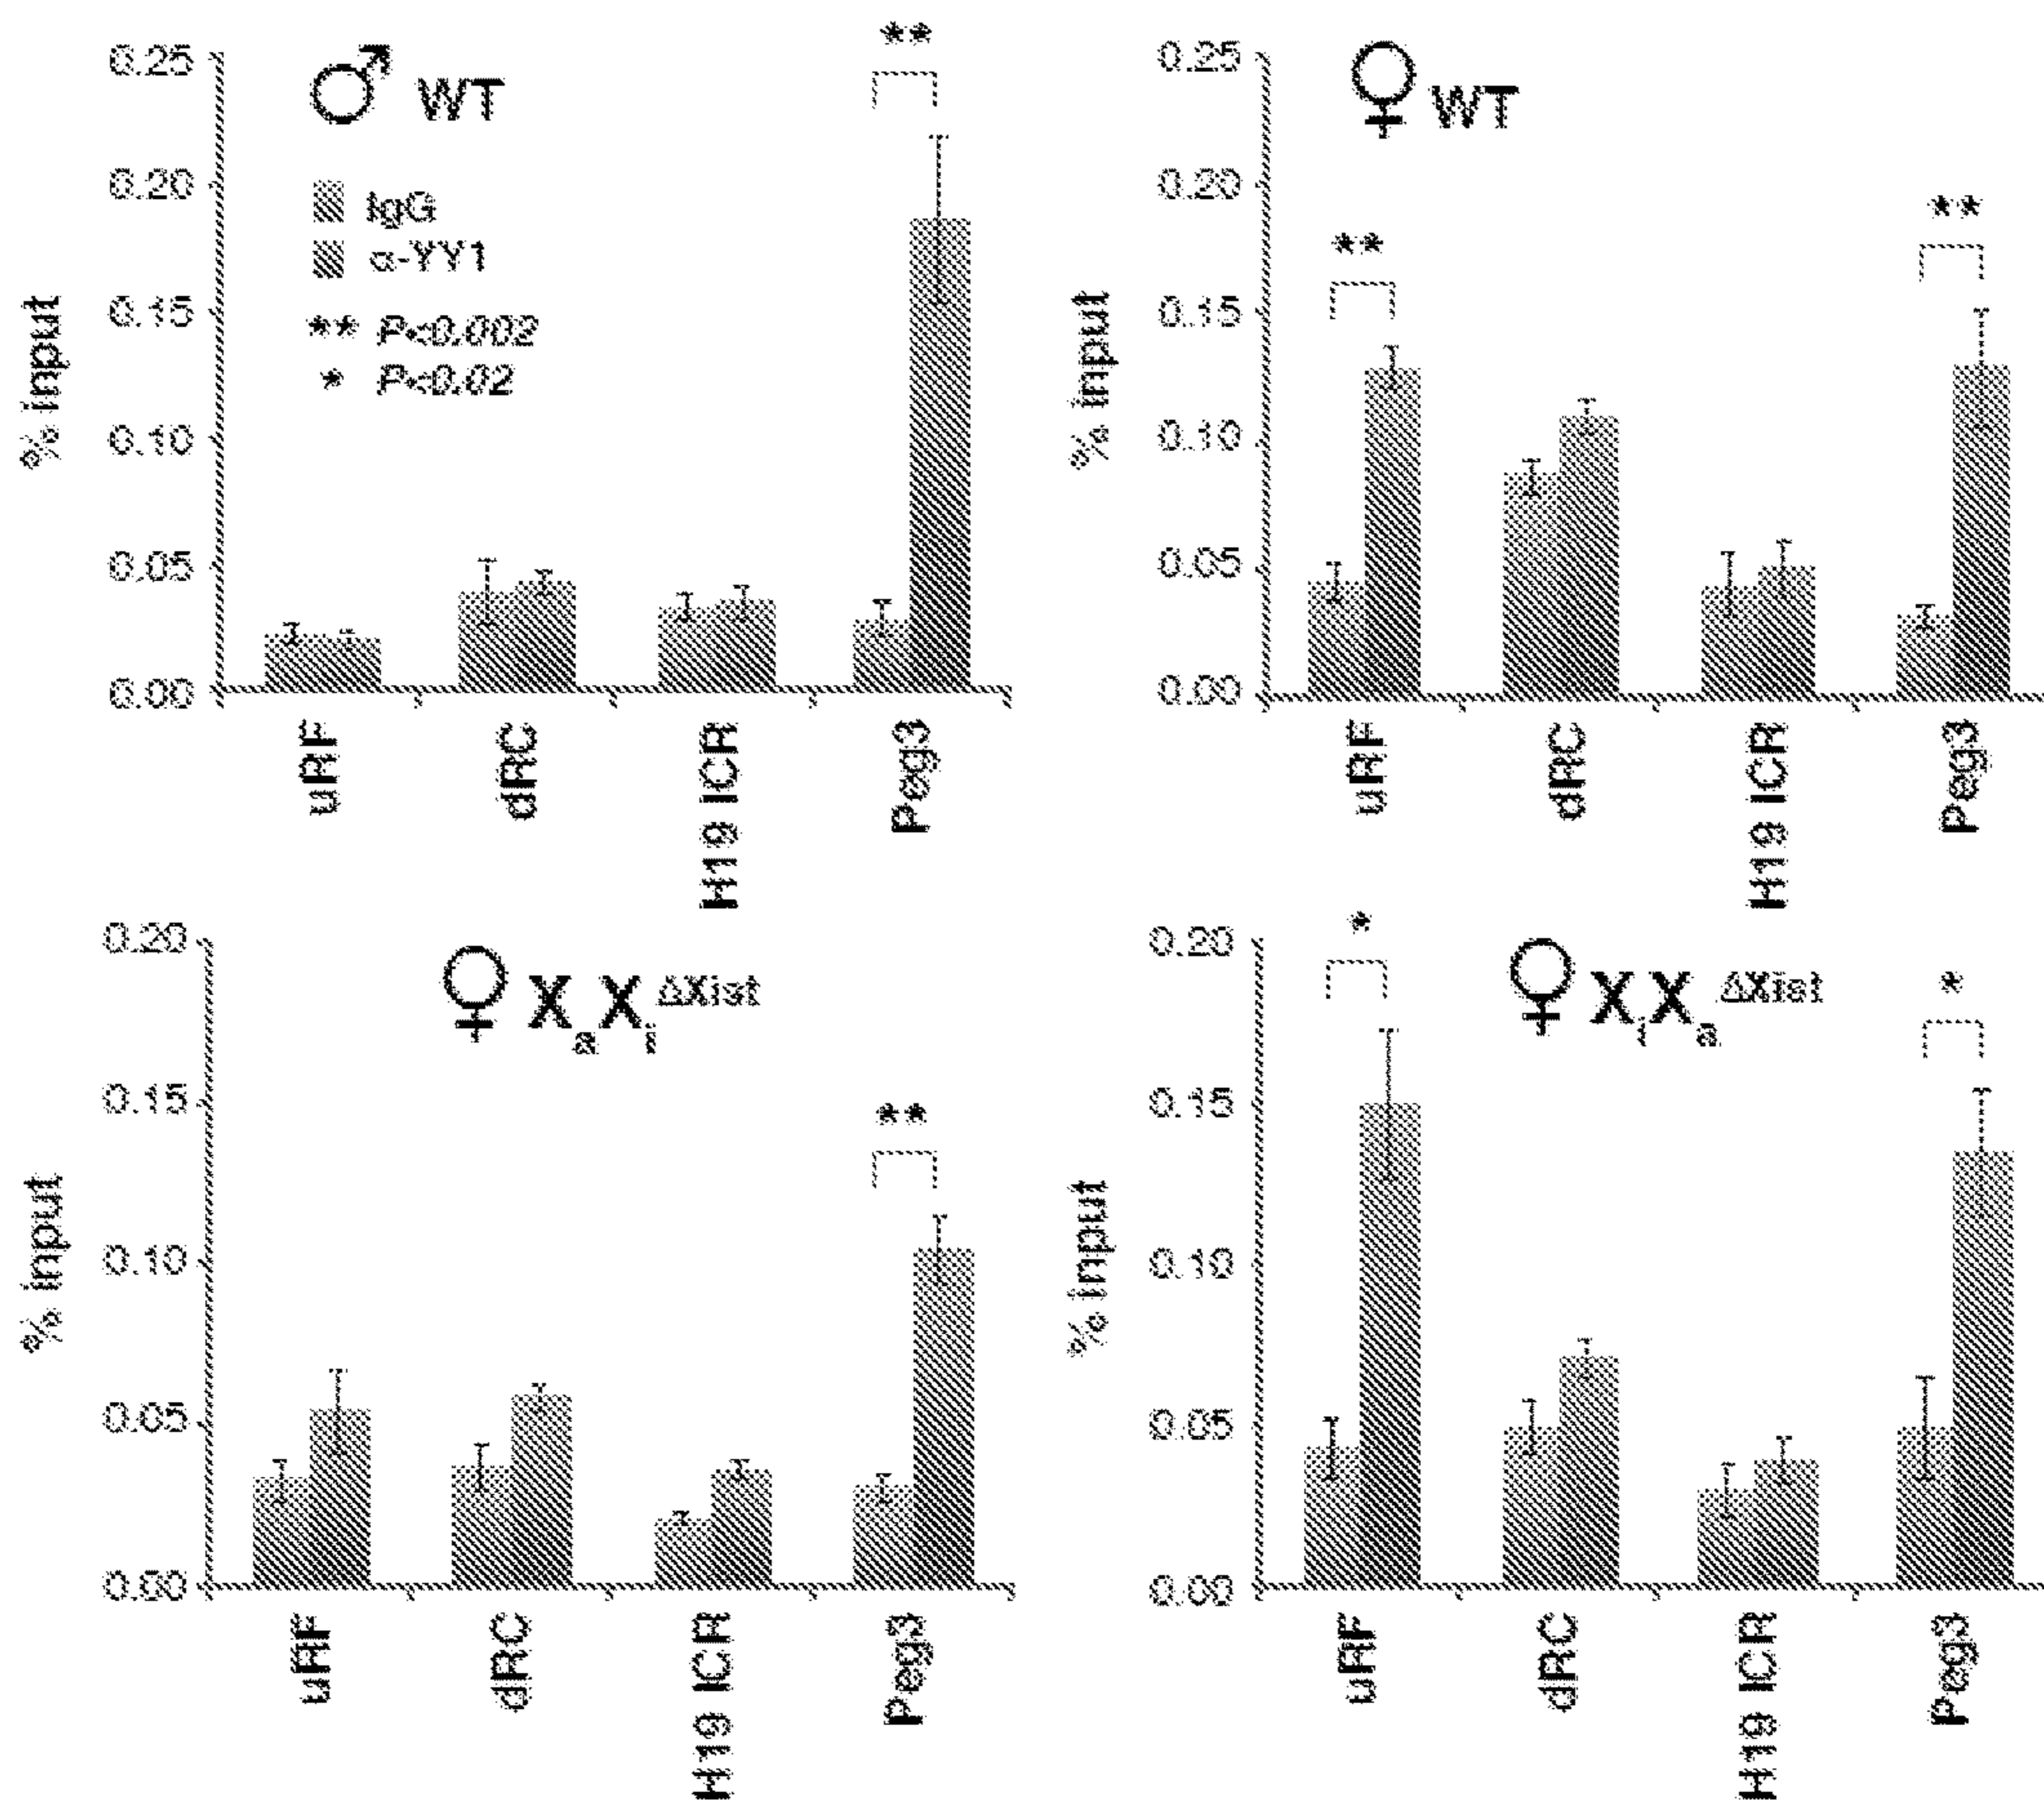 ♂ WT
IgG
α-YY1
** P<0.002
* P<0.02
**
% input
0.25
0.20
0.15
0.10
0.05
0.00
uRF
dRC
H19 ICR
Peg3
♀ WT
**
**
% input
0.25
0.20
0.15
0.10
0.05
0.00
uRF
dRC
H19 ICR
Peg3
♀ XaXi ΔXist
**
% input
0.20
0.15
0.10
0.05
0.00
uRF
dRC
H19 ICR
Peg3
♀ XiXa ΔXist
*
*
% input
0.20
0.15
0.10
0.05
0.00
uRF
dRC
H19 ICR
Peg3